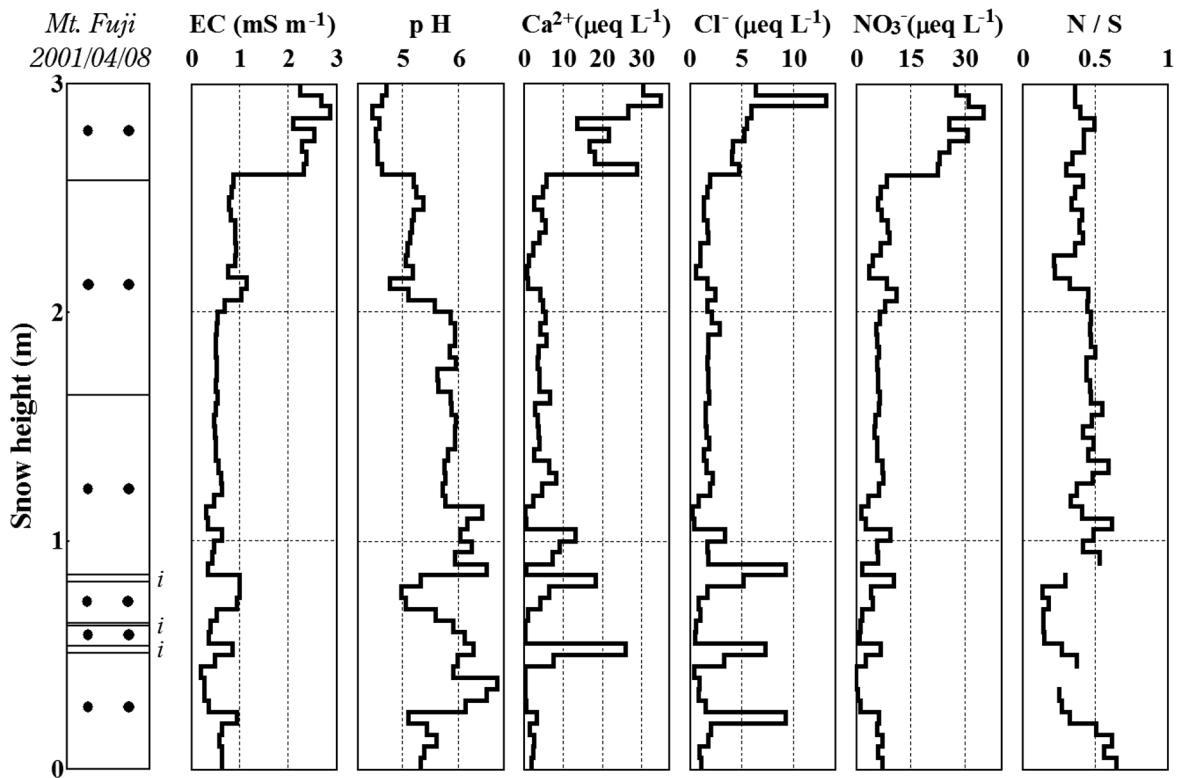 Mt. Fuji EC (mS m⁻¹) p H Ca²⁺(μeq L⁻¹) Cl⁻ (μeq L⁻¹) NO₃⁻(μeq L⁻¹) N / S
2001/04/08 0 1 2 3 5 6 0 10 20 30 0 5 10 0 15 30 0 0.5 1
3
2
Snow height (m)
1
i
i
i
0